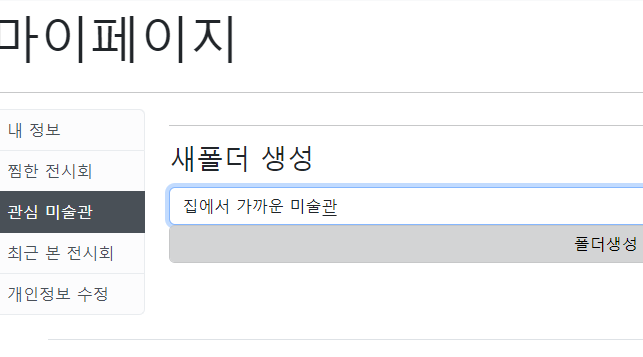 마이페이지
내 정보
찜한 전시회
관심 미술관
최근 본 전시회
개인정보 수정
새폴더 생성
집에서 가까운 미술관
폴더생성